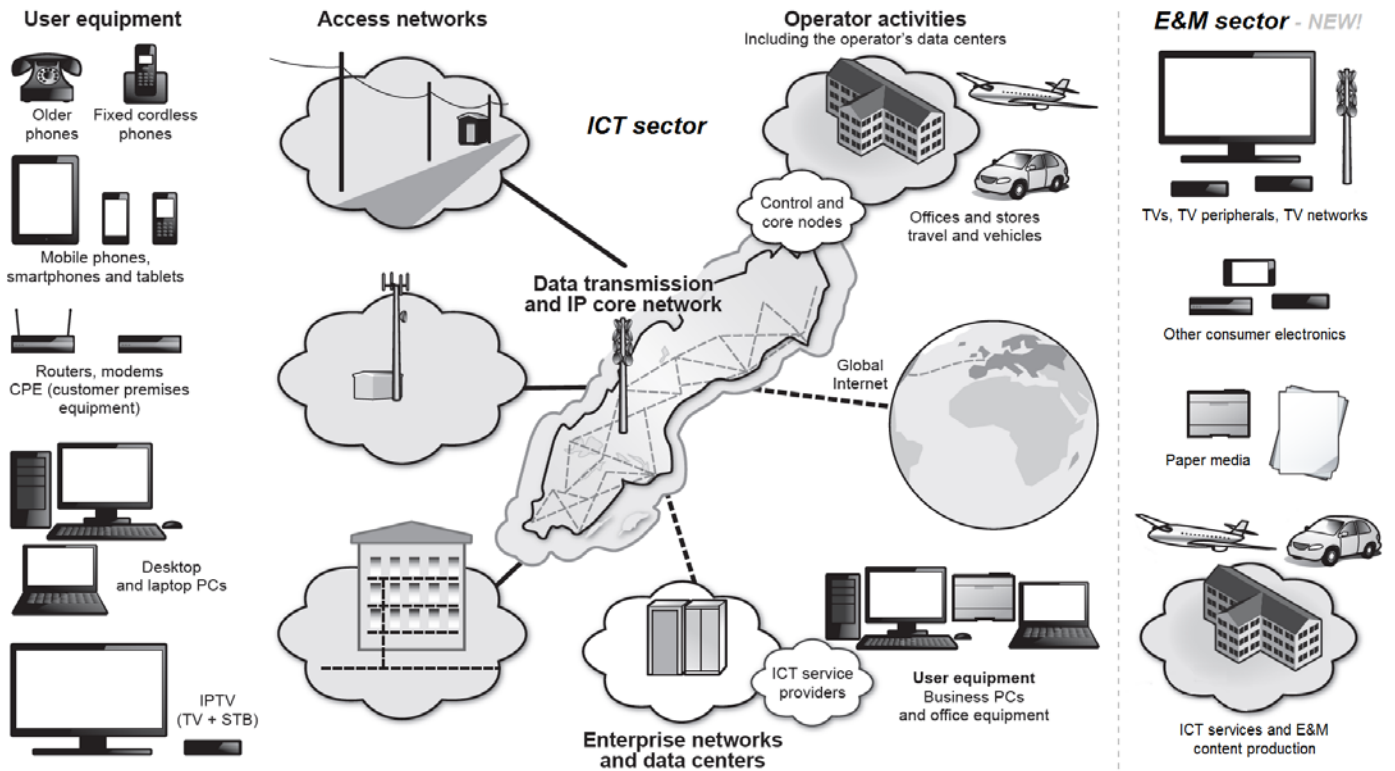 User equipment
Older
phones
Fixed cordless
phones
Mobile phones,
smartphones and tablets
Routers, modems
CPE (customer premises
equipment)
Desktop
and laptop PCs
IPTV
(TV + STB)
Access networks
ICT sector
Operator activities
Including the operator's data centers
Control and
core nodes
Offices and stores
travel and vehicles
Data transmission
and IP core network
Global
Internet
ICT service
providers
Enterprise networks
and data centers
User equipment
Business PCs
and office equipment
E&M sector - NEW!
TVs, TV peripherals, TV networks
Other consumer electronics
Paper media
ICT services and E&M
content production